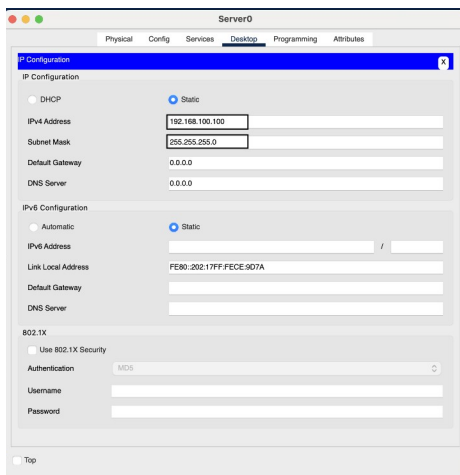 Server0
Physical Config Services Desktop Programming Attributes
IP Configuration X
IP Configuration
DHCP Static
IPv4 Address 192.168.100.100
Subnet Mask 255.255.255.0
Default Gateway 0.0.0.0
DNS Server 0.0.0.0
IPv6 Configuration
Automatic Static
IPv6 Address /
Link Local Address FE80::202:17FF:FECE:9D7A
Default Gateway
DNS Server
802.1X
Use 802.1X Security
Authentication MD5
Username
Password
Top